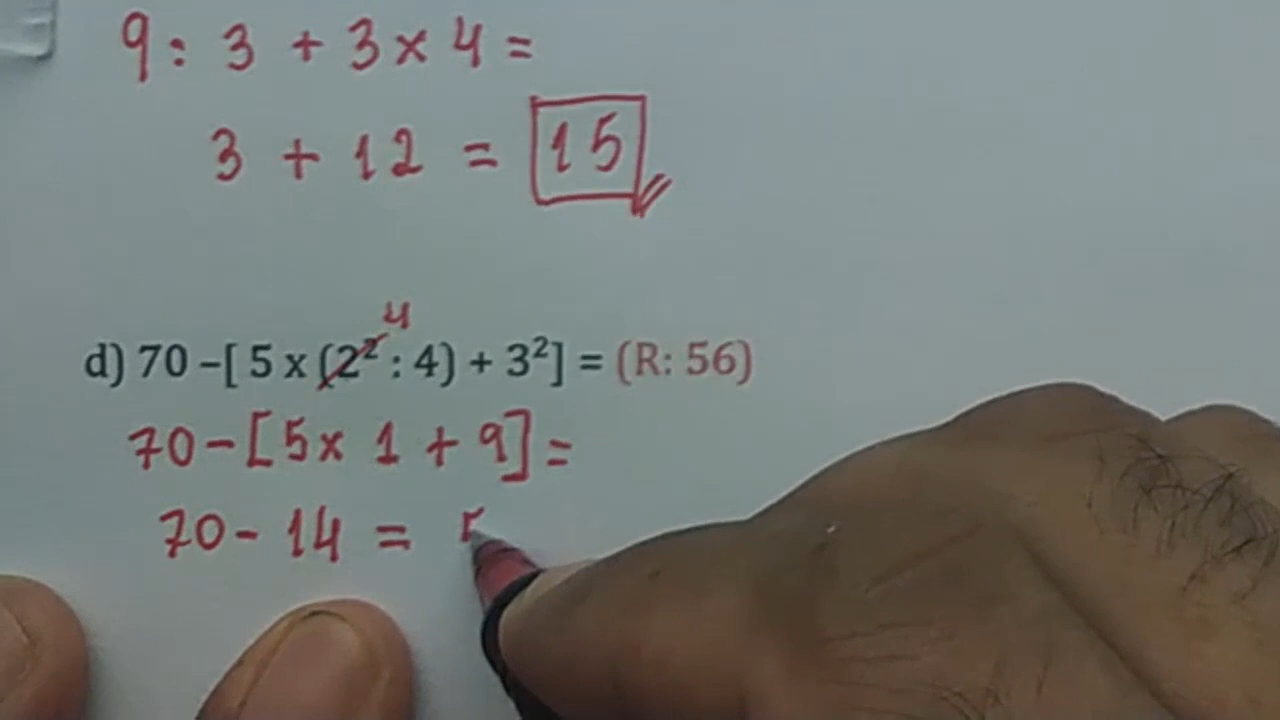 9 : 3 + 3 x 4 =
3 + 12 = 15
4
d) 70 –[ 5 x (2² : 4) + 3²] = (R: 56)
70 - [5 x 1 + 9] =
70 - 14 = 5